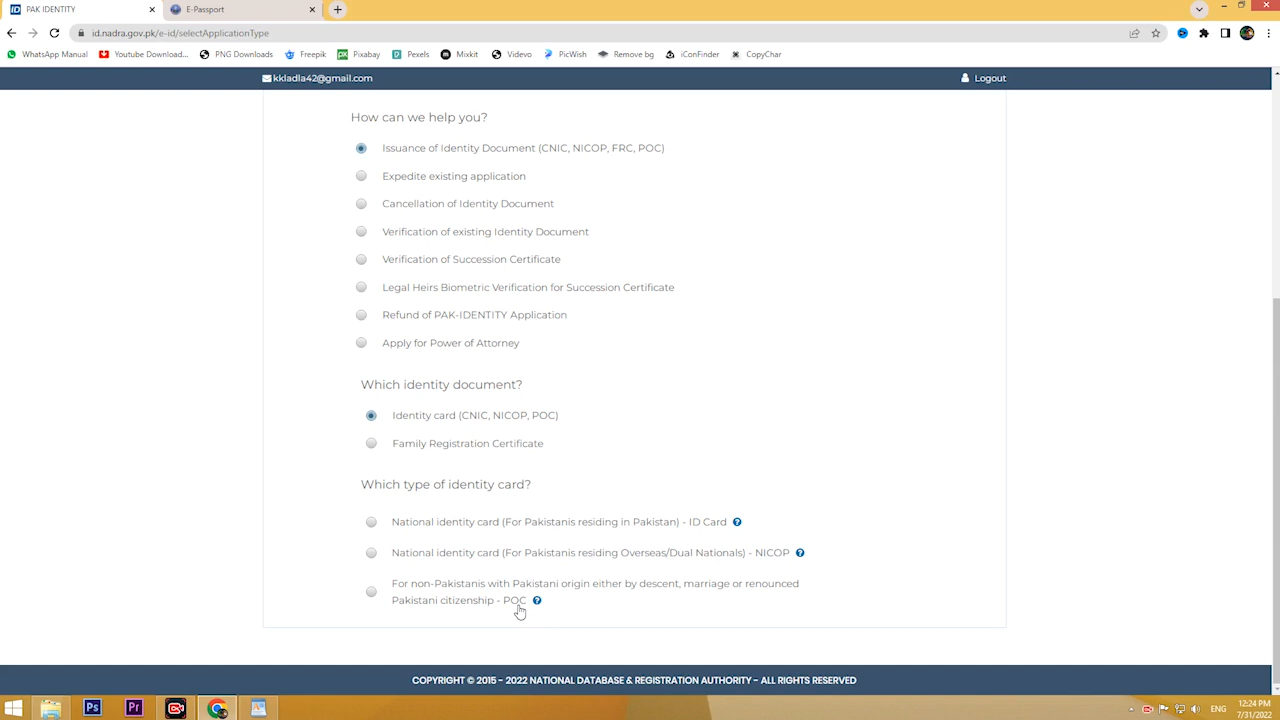 PAK IDENTITY
E-Passport
id.nadra.gov.pk/e-id/selectApplicationType
WhatsApp Manual
Youtube Download...
PNG Downloads
Freepik
Pixabay
Pexels
Mixkit
Videvo
PicWish
Remove bg
iConFinder
CopyChar
kkladla42@gmail.com
Logout
How can we help you?
Issuance of Identity Document (CNIC, NICOP, FRC, POC)
Expedite existing application
Cancellation of Identity Document
Verification of existing Identity Document
Verification of Succession Certificate
Legal Heirs Biometric Verification for Succession Certificate
Refund of PAK-IDENTITY Application
Apply for Power of Attorney
Which identity document?
Identity card (CNIC, NICOP, POC)
Family Registration Certificate
Which type of identity card?
National identity card (For Pakistanis residing in Pakistan) - ID Card
National identity card (For Pakistanis residing Overseas/Dual Nationals) - NICOP
For non-Pakistanis with Pakistani origin either by descent, marriage or renounced
Pakistani citizenship - POC
COPYRIGHT © 2015 - 2022 NATIONAL DATABASE & REGISTRATION AUTHORITY - ALL RIGHTS RESERVED
Ps
Pr
ENG
12:24 PM
7/31/2022